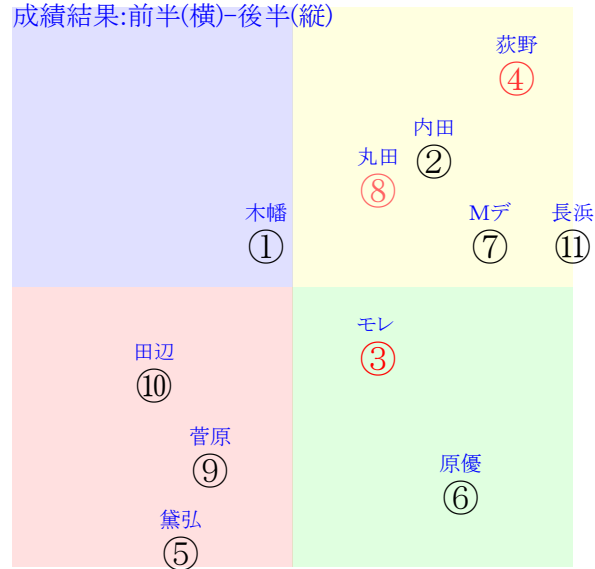 成績結果:前半(横)-後半(縦)
荻野
④
内田
②
丸田
⑧
木幡
①
Mデ
⑦
長浜
⑪
モレ
③
田辺
⑩
菅原
⑨
原優
⑥
黛弘
⑤